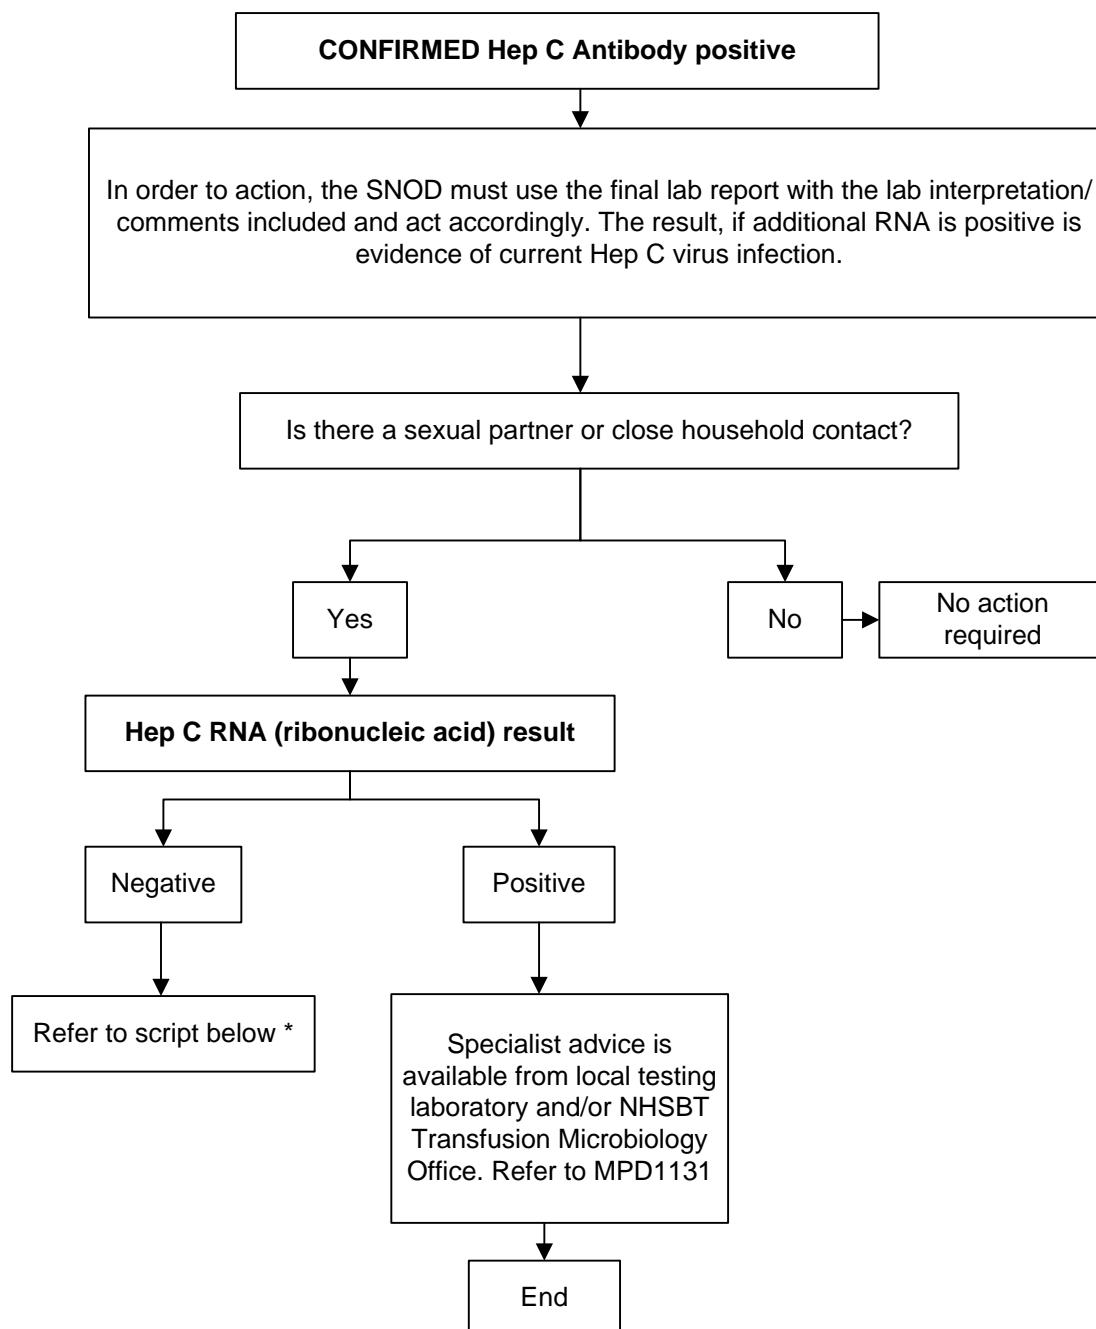 CONFIRMED Hep C Antibody positive
In order to action, the SNOD must use the final lab report with the lab interpretation/
comments included and act accordingly. The result, if additional RNA is positive is
evidence of current Hep C virus infection.
Is there a sexual partner or close household contact?
Yes
No
No action
required
Hep C RNA (ribonucleic acid) result
Negative
Positive
Refer to script below *
Specialist advice is
available from local testing
laboratory and/or NHSBT
Transfusion Microbiology
Office. Refer to MPD1131
End